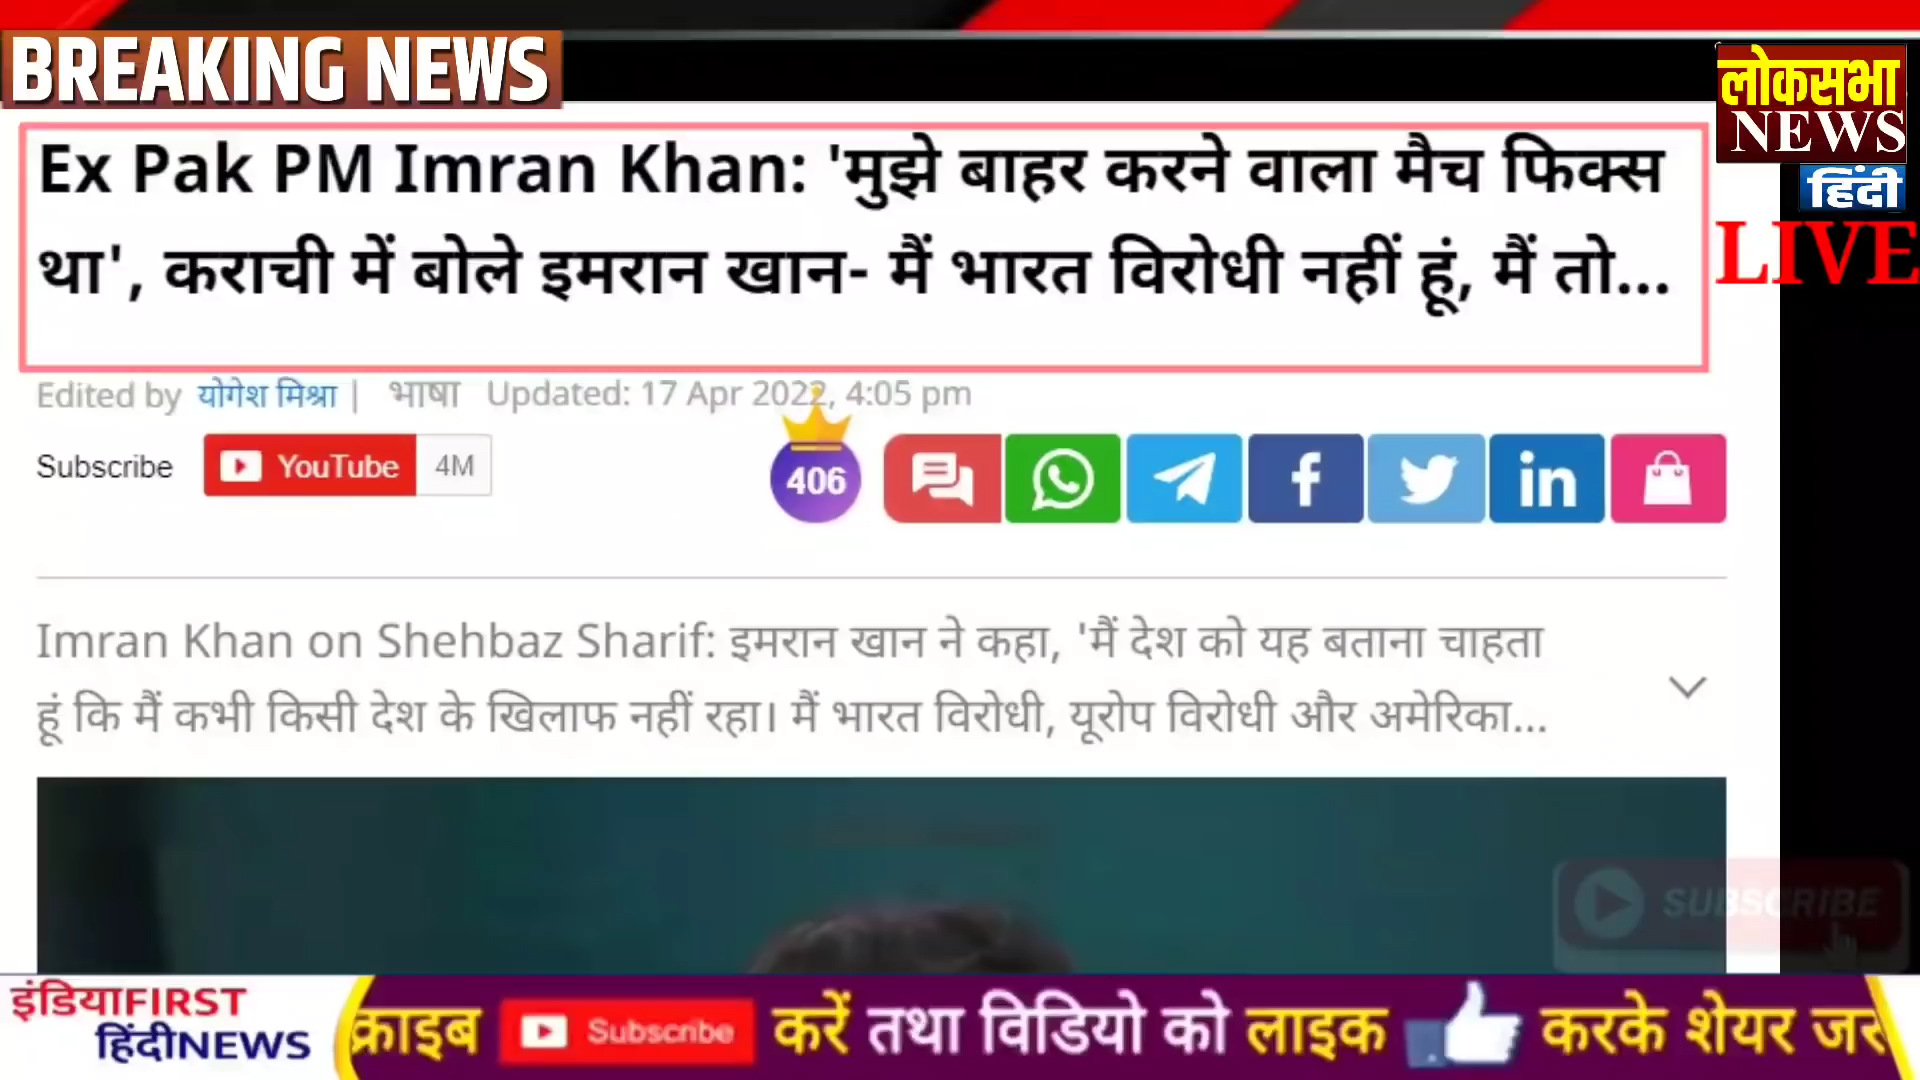 BREAKING NEWS
लोकसभा
NEWS
हिंदी
LIVE
Ex Pak PM Imran Khan: 'मुझे बाहर करने वाला मैच फिक्स
था', कराची में बोले इमरान खान- मैं भारत विरोधी नहीं हूं, मैं तो...
Edited by योगेश मिश्रा | भाषा Updated: 17 Apr 2022, 4:05 pm
Subscribe YouTube 4M 406
Imran Khan on Shehbaz Sharif: इमरान खान ने कहा, 'मैं देश को यह बताना चाहता
हूं कि मैं कभी किसी देश के खिलाफ नहीं रहा। मैं भारत विरोधी, यूरोप विरोधी और अमेरिका...
SUBSCRIBE
इंडियाFIRST
हिंदीNEWS
क्राइब Subscribe करें तथा विडियो को लाइक करके शेयर जरू